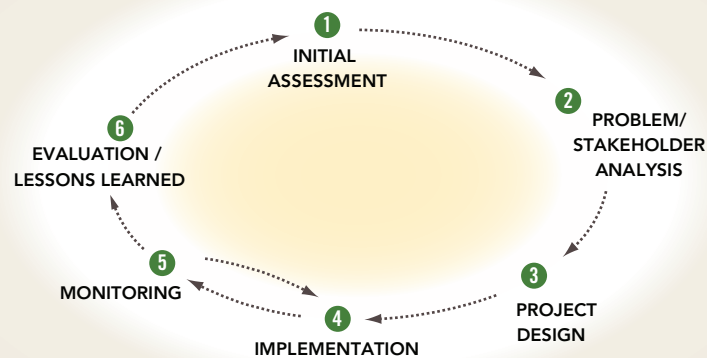 1
INITIAL
ASSESSMENT
2
PROBLEM/
STAKEHOLDER
ANALYSIS
3
PROJECT
DESIGN
4
IMPLEMENTATION
5
MONITORING
6
EVALUATION /
LESSONS LEARNED